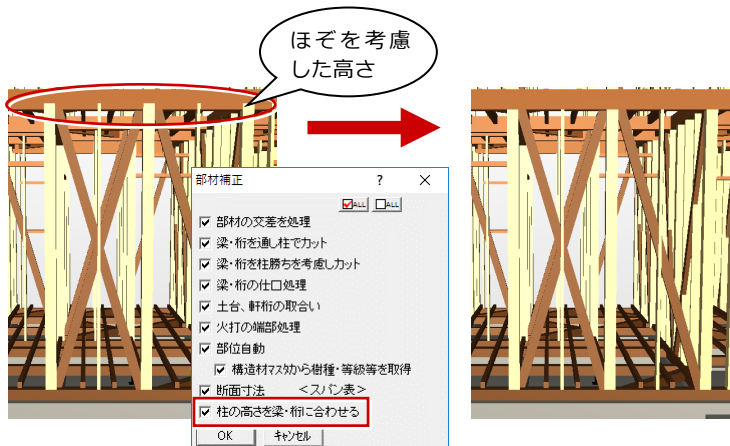 ほぞを考慮
した高さ
部材補正 ? ×
ALL ALL
部材の交差を処理
梁・桁を通し柱でカット
梁・桁を柱勝ちを考慮しカット
梁・桁の仕口処理
土台、軒桁の取合い
火打の端部処理
部位自動
構造材マスタから樹種・等級等を取得
断面寸法 <スパン表>
柱の高さを梁・桁に合わせる
OK キャンセル